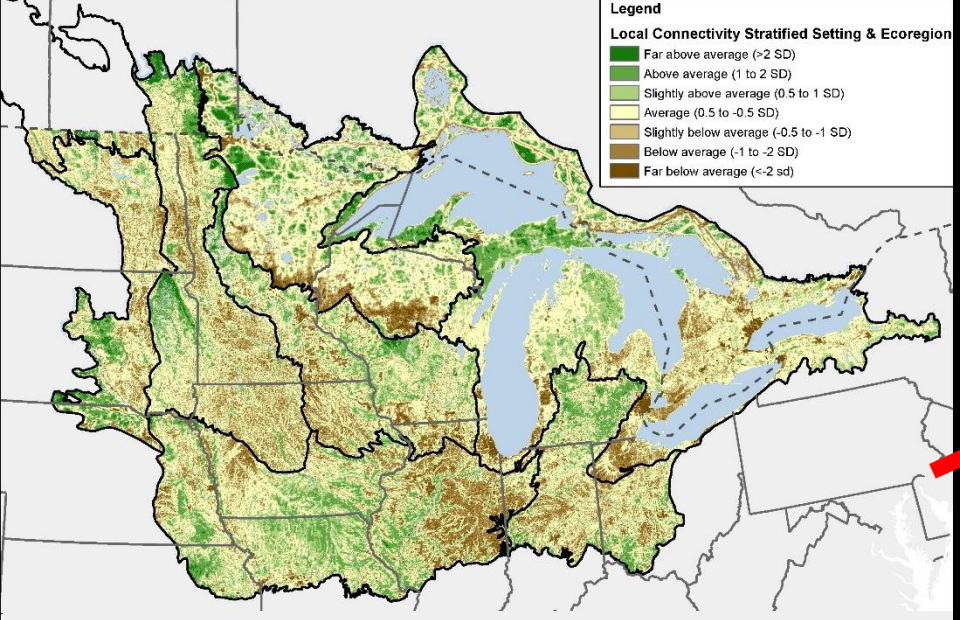 Legend
Local Connectivity Stratified Setting & Ecoregion
Far above average (>2 SD)
Above average (1 to 2 SD)
Slightly above average (0.5 to 1 SD)
Average (0.5 to -0.5 SD)
Slightly below average (-0.5 to -1 SD)
Below average (-1 to -2 SD)
Far below average (<-2 sd)